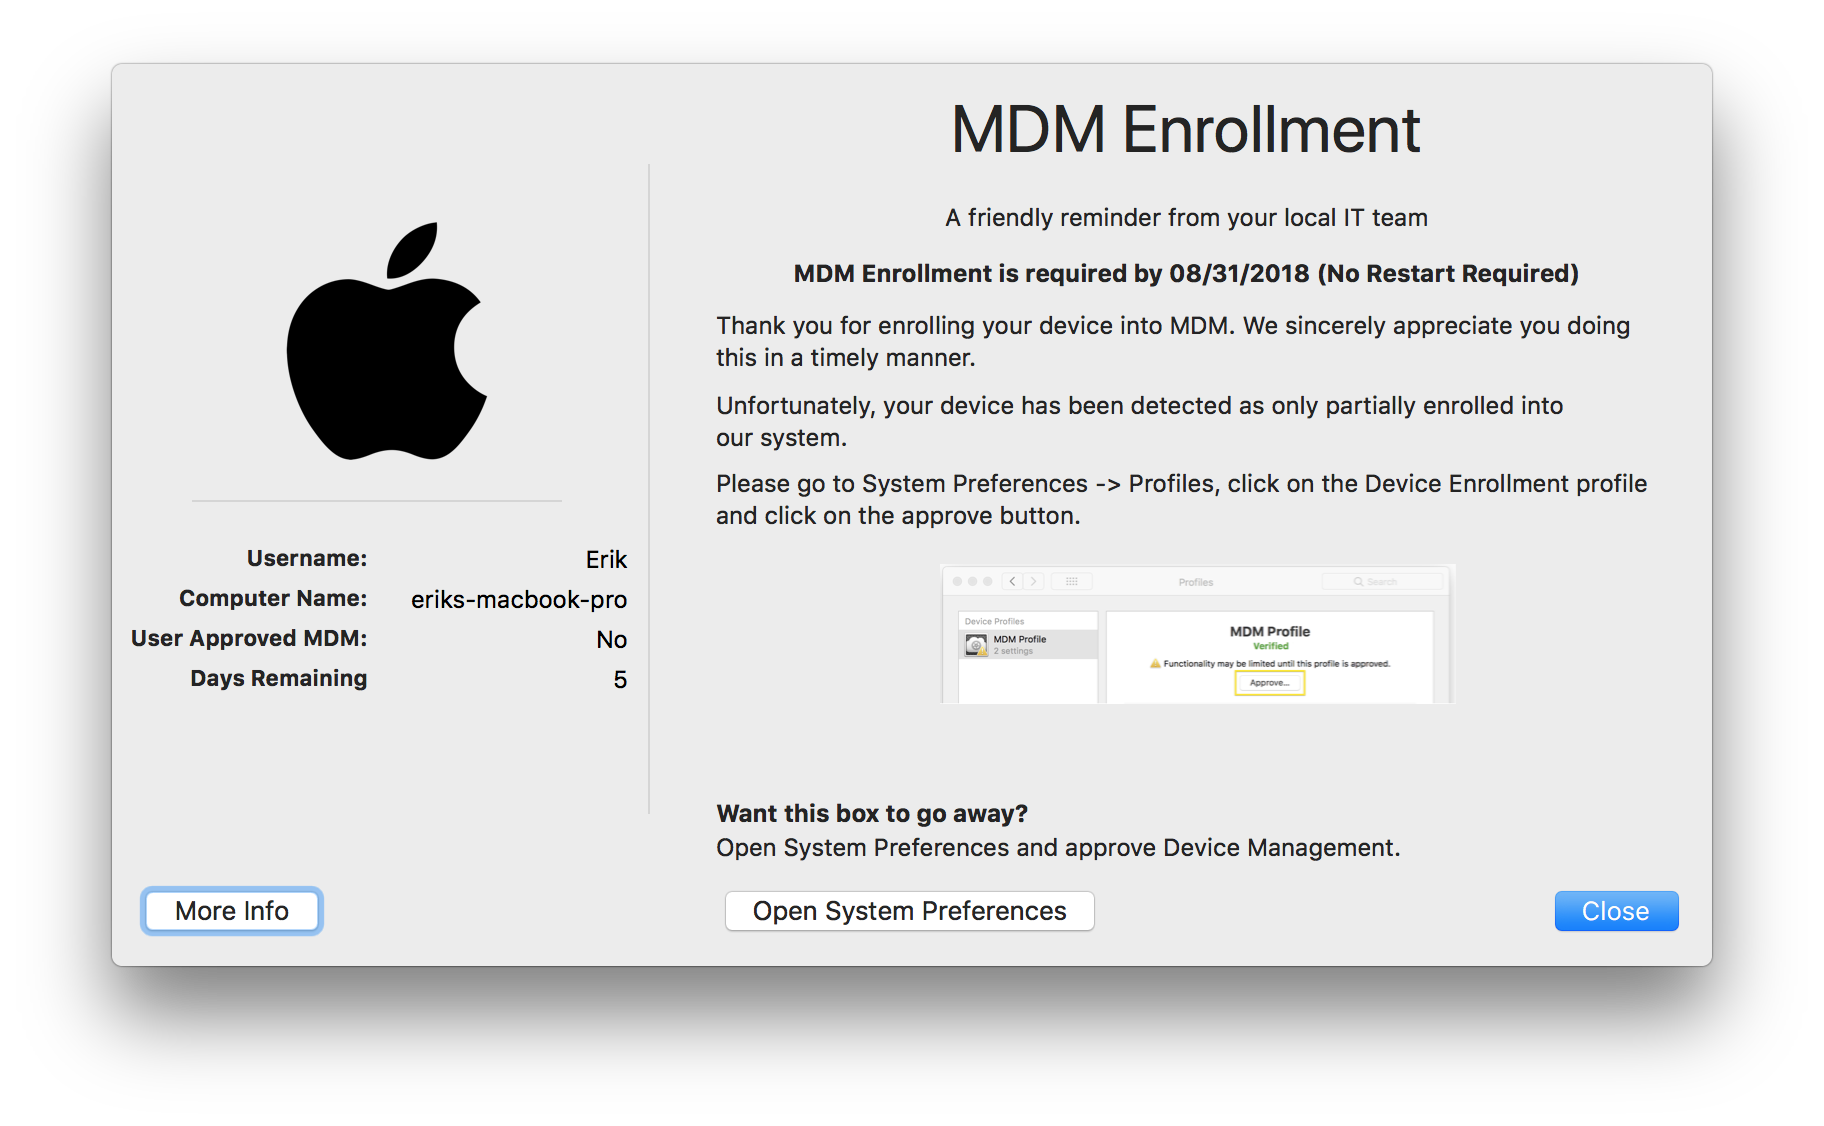 MDM Enrollment
A friendly reminder from your local IT team
MDM Enrollment is required by 08/31/2018 (No Restart Required)
Thank you for enrolling your device into MDM. We sincerely appreciate you doing
this in a timely manner.
Unfortunately, your device has been detected as only partially enrolled into
our system.
Please go to System Preferences -> Profiles, click on the Device Enrollment profile
and click on the approve button.
Username: Erik
Computer Name: eriks-macbook-pro
User Approved MDM: No
Days Remaining 5
Profiles
Search
Device Profiles
MDM Profile
2 settings
MDM Profile
Verified
Functionality may be limited until this profile is approved.
Approve...
Want this box to go away?
Open System Preferences and approve Device Management.
More Info
Open System Preferences
Close